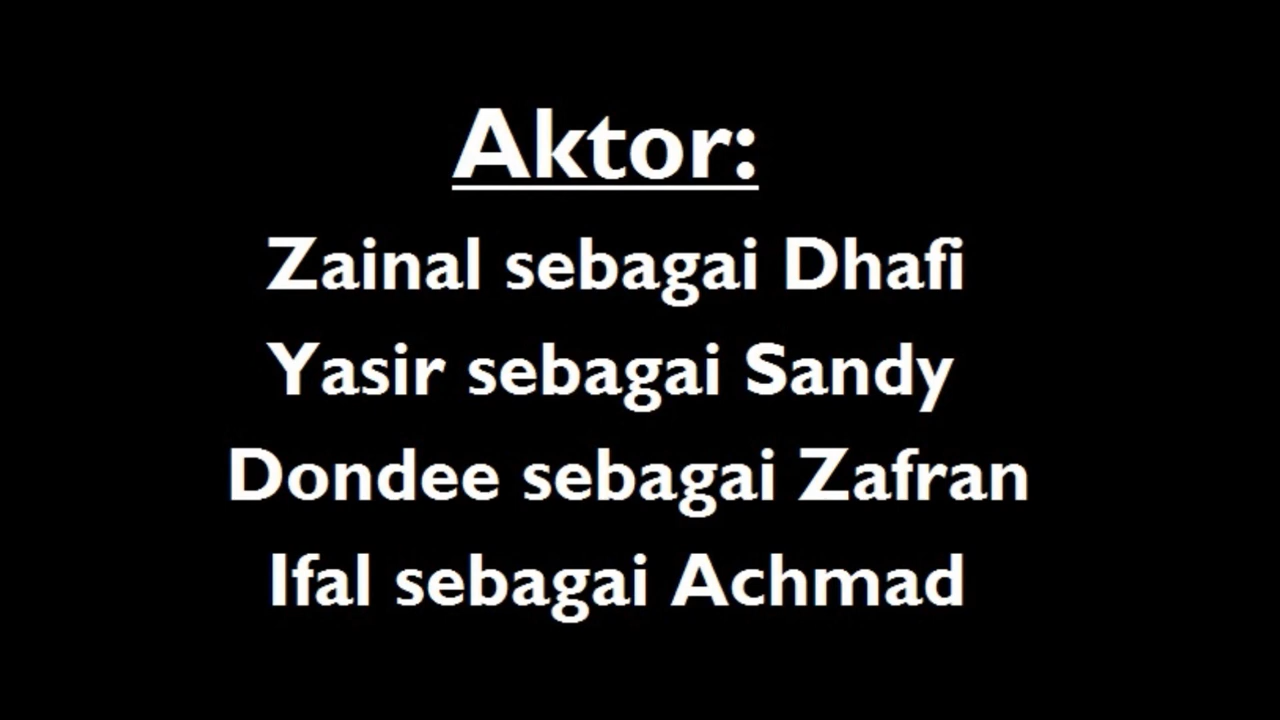 Aktor:
Zainal sebagai Dhafi
Yasir sebagai Sandy
Dondee sebagai Zafran
Ifal sebagai Achmad